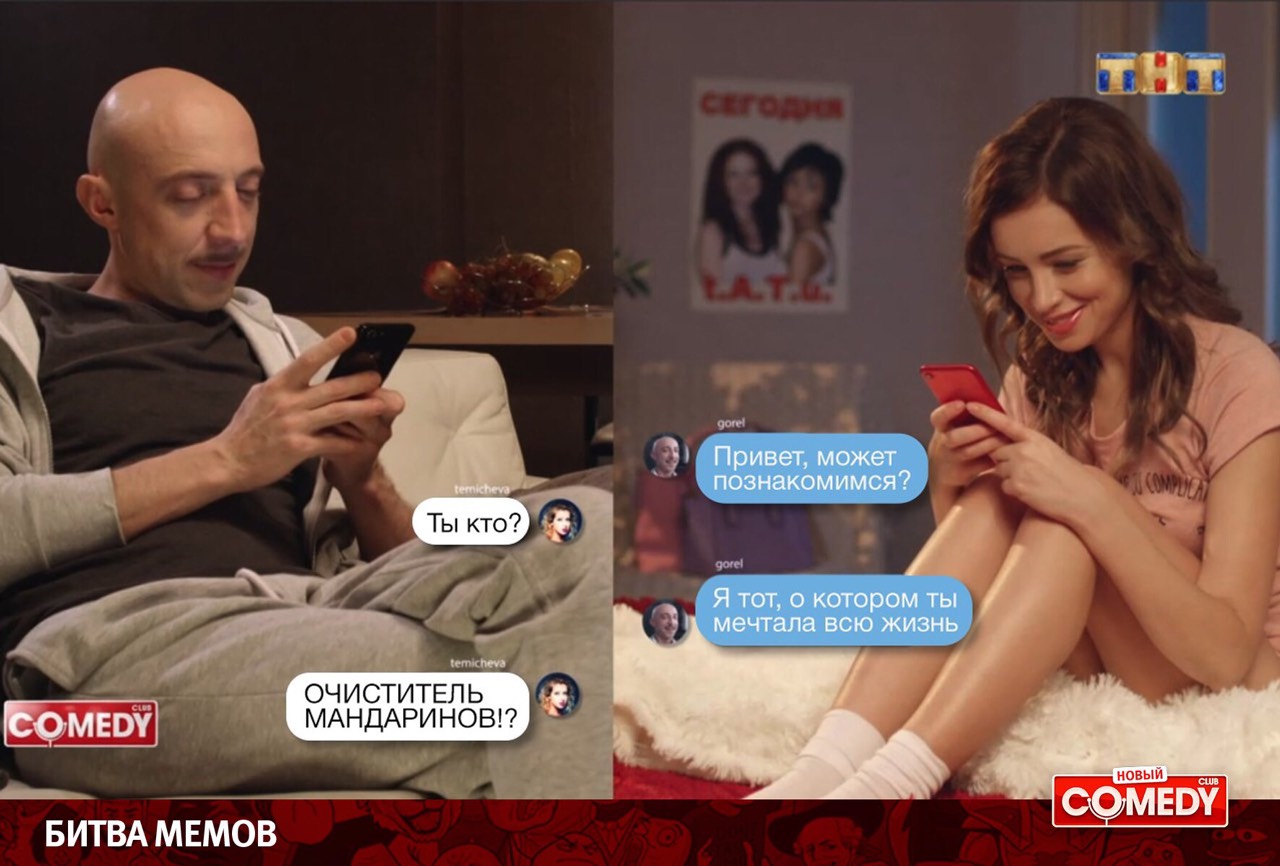 ТНТ
СЕГОДНЯ
t.A.T.u.
gorel
Привет, может
познакомимся?
temicheva
Ты кто?
gorel
Я тот, о котором ты
мечтала всю жизнь
temicheva
ОЧИСТИТЕЛЬ
МАНДАРИНОВ!?
COMEDY
CLUB
НОВЫЙ
COMEDY
CLUB
БИТВА МЕМОВ